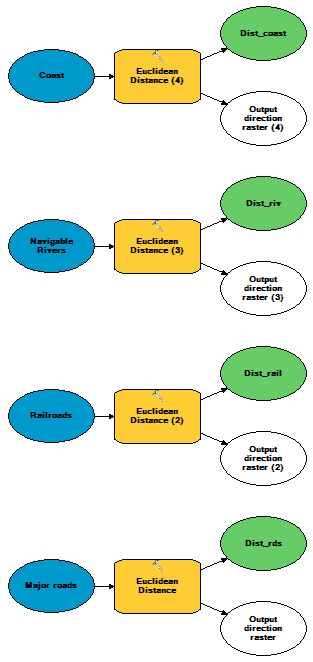 Dist_coast
Coast
Euclidean
Distance (4)
Output
direction
raster (4)
Dist_riv
Navigable
Rivers
Euclidean
Distance (3)
Output
direction
raster (3)
Dist_rail
Railroads
Euclidean
Distance (2)
Output
direction
raster (2)
Dist_rds
Major roads
Euclidean
Distance
Output
direction
raster